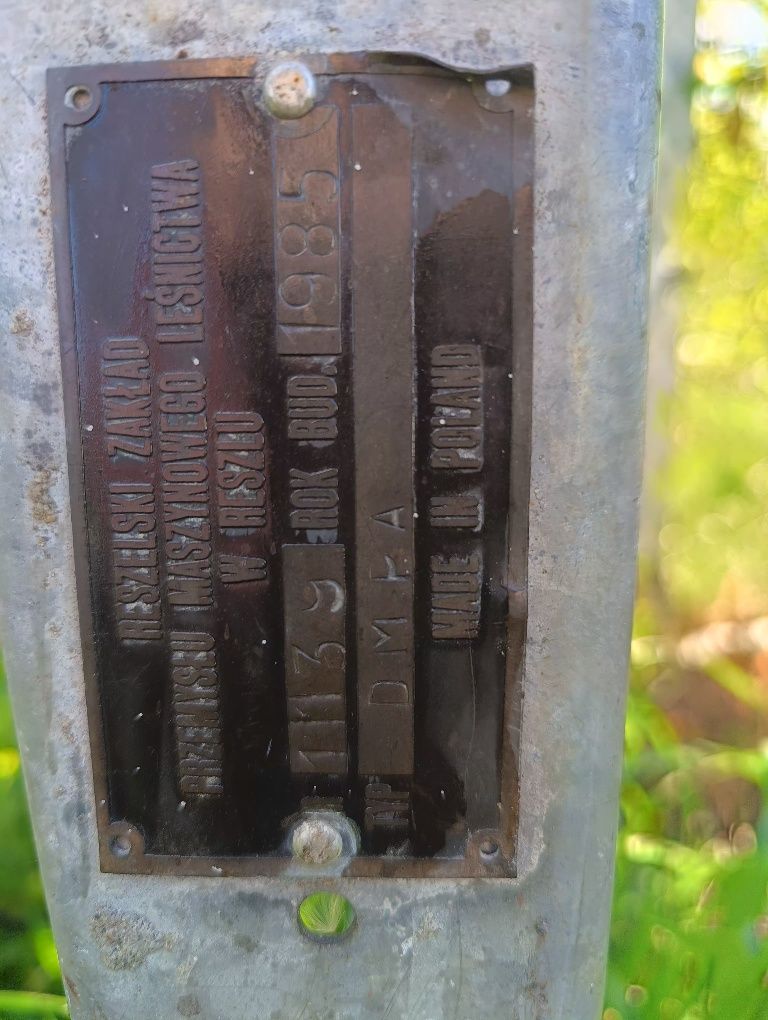 RESZELSKI ZAKŁAD
PRZEMYSŁU MASZYNOWEGO LEŚNICTWA
W RESZLU
1139 ROK BUD. 1985
TYP DMFA
MADE IN POLAND